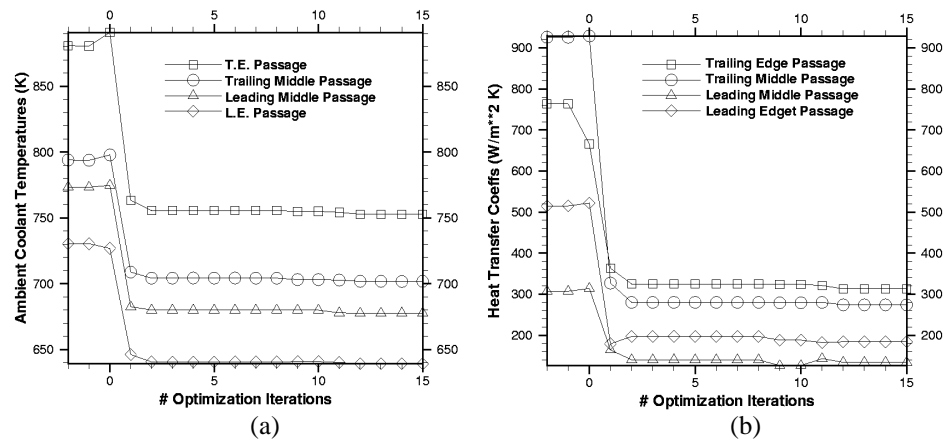 0 5 10 15
850
800
750
700
650
Ambient Coolant Temperatures (K)
T.E. Passage
Trailing Middle Passage
Leading Middle Passage
L.E. Passage
850
800
750
700
650
0 5 10 15
# Optimization Iterations
(a)
0 5 10 15
900
800
700
600
500
400
300
200
Heat Transfer Coeffs (W/m**2 K)
Trailing Edge Passage
Trailing Middle Passage
Leading Middle Passage
Leading Edget Passage
900
800
700
600
500
400
300
200
0 5 10 15
# Optimization Iterations
(b)